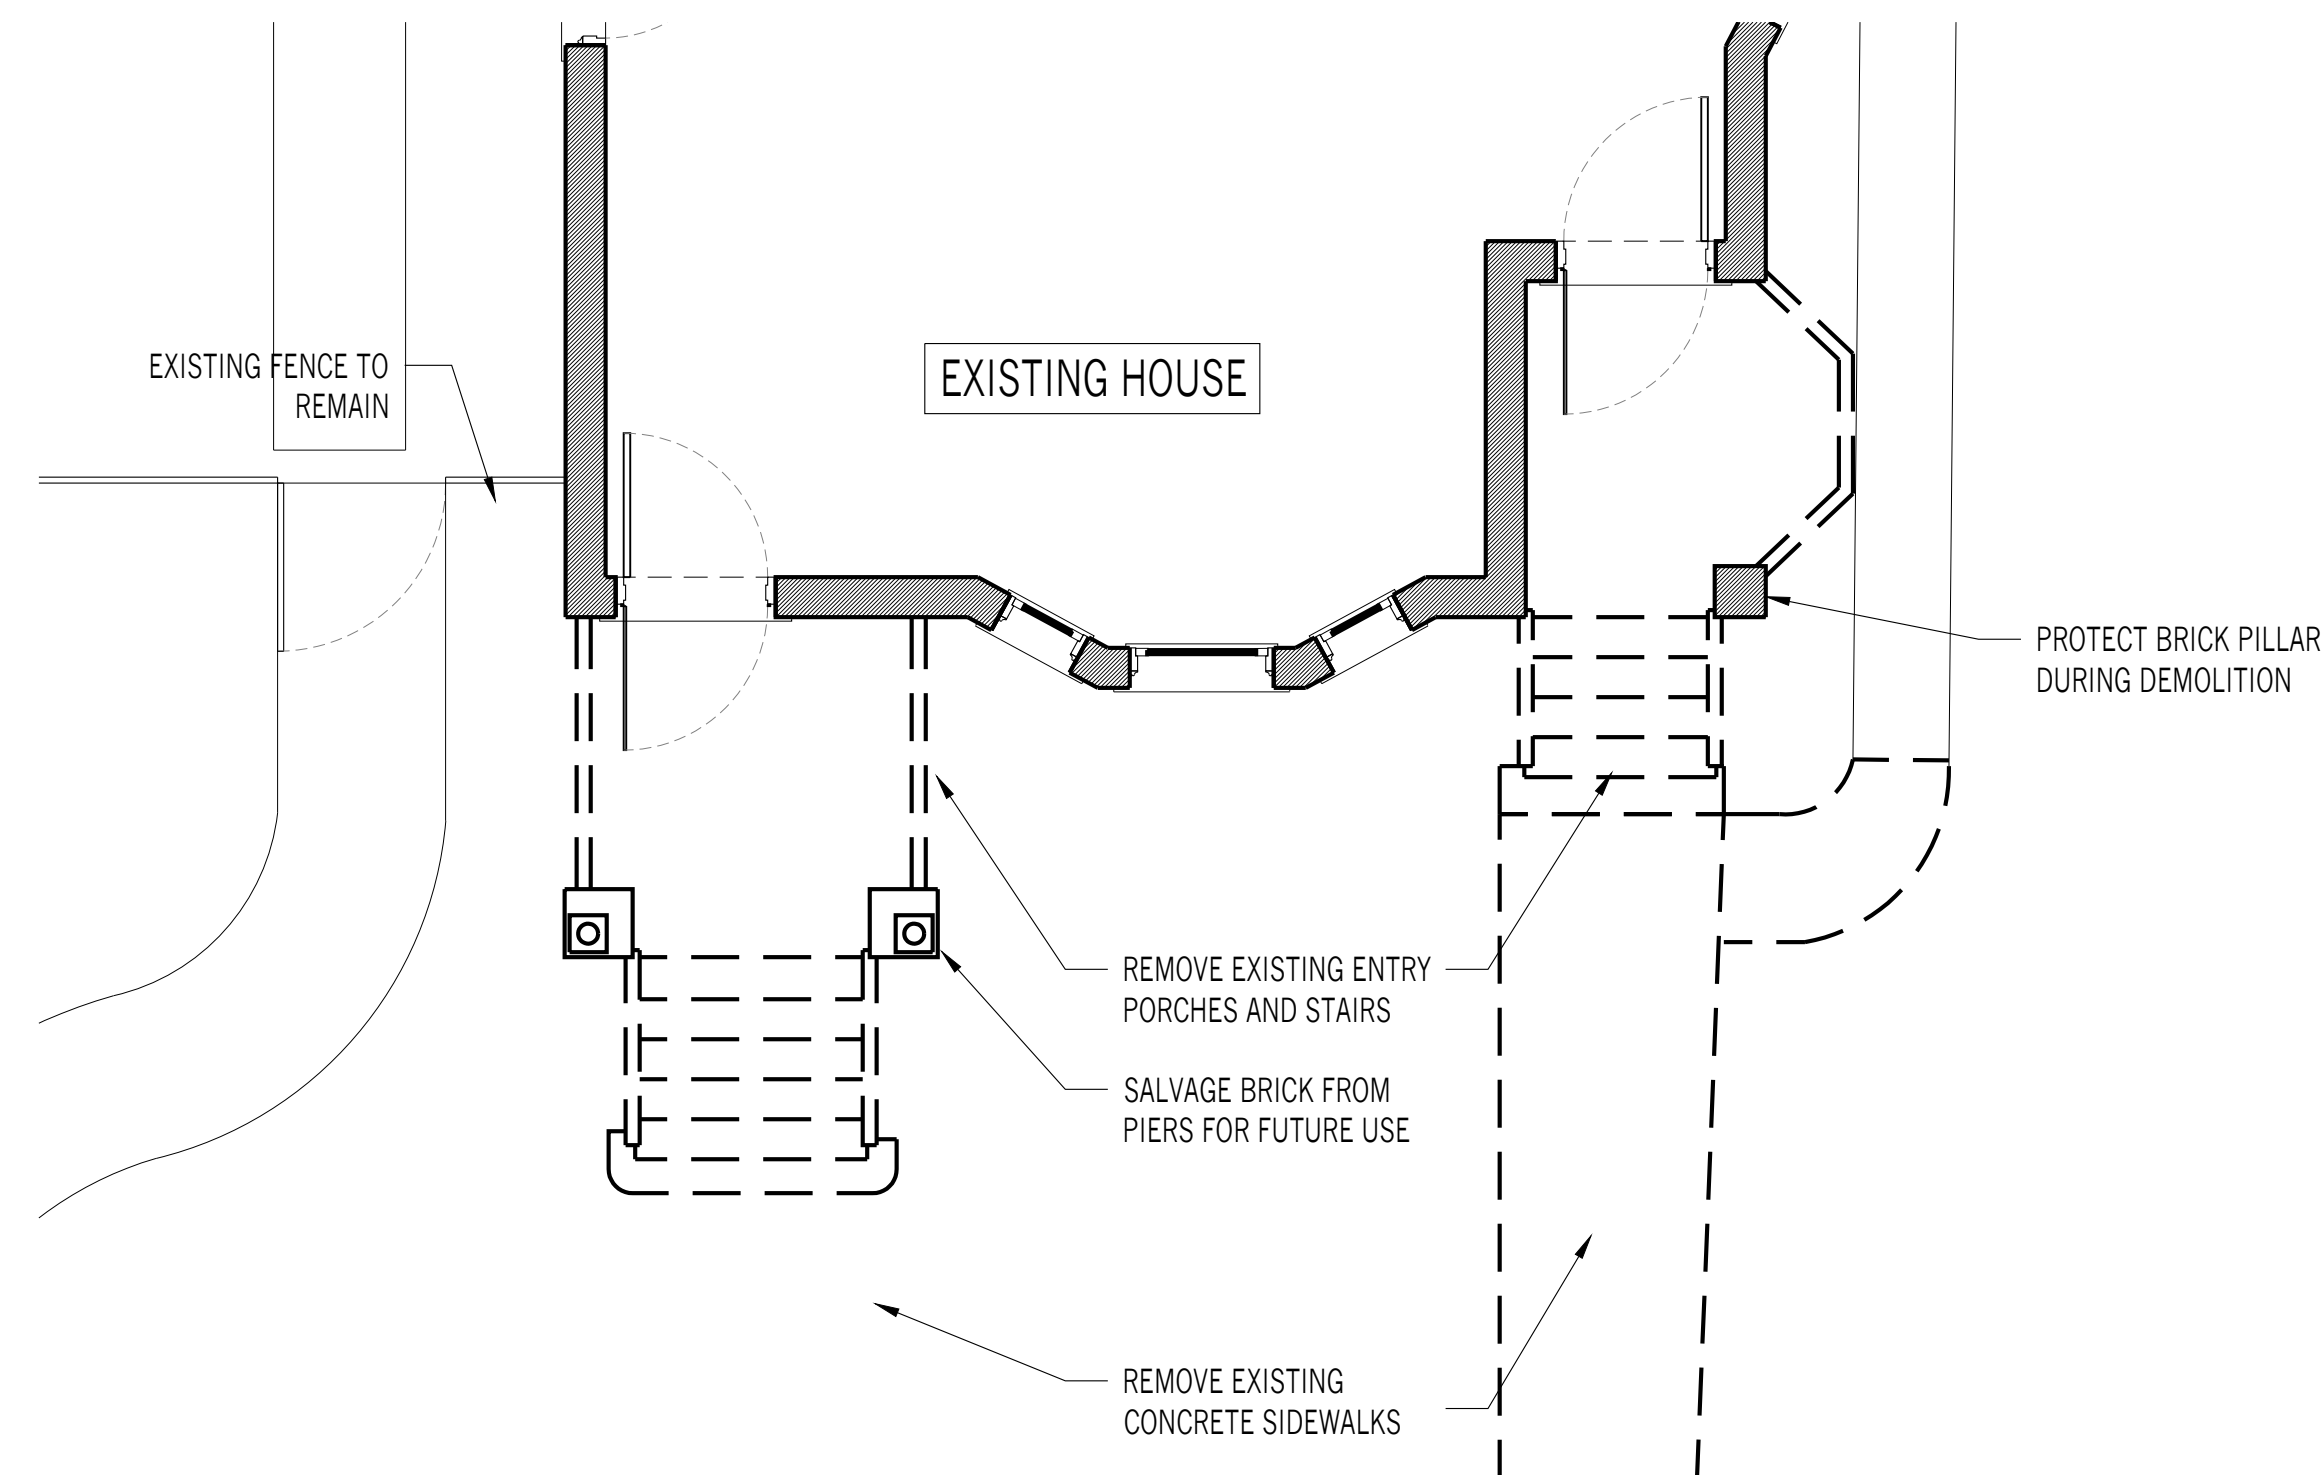 EXISTING HOUSE
EXISTING FENCE TO
REMAIN
PROTECT BRICK PILLAR
DURING DEMOLITION
REMOVE EXISTING ENTRY
PORCHES AND STAIRS
SALVAGE BRICK FROM
PIERS FOR FUTURE USE
REMOVE EXISTING
CONCRETE SIDEWALKS